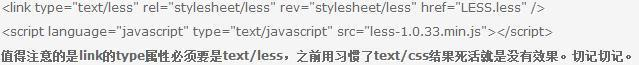 <link type="text/less" rel="stylesheet/less" rev="stylesheet/less" href="LESS.less" />
<script language="javascript" type="text/javascript" src="less-1.0.33.min.js"></script>
值得注意的是link的type属性必须要是text/less，之前用习惯了text/css结果死活就是没有效果。切记切记。